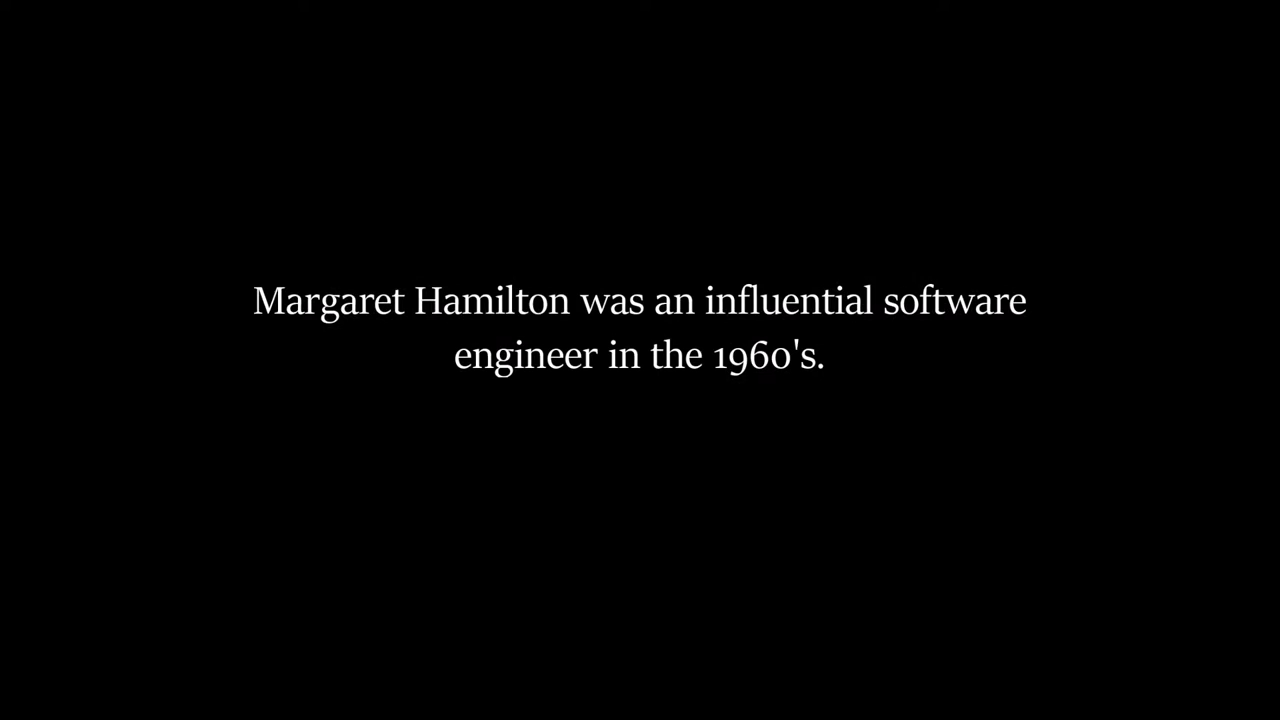 Margaret Hamilton was an influential software
engineer in the 1960's.